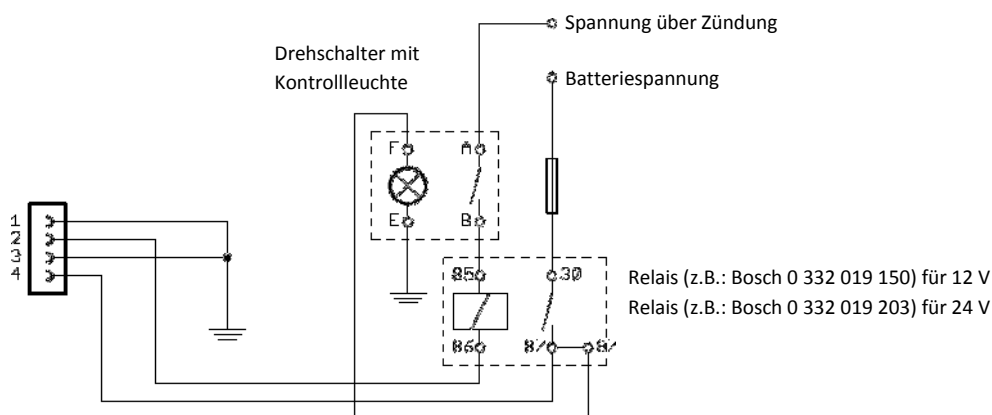 Spannung über Zündung
Drehschalter mit
Kontrollleuchte
Batteriespannung
F
A
E
B
1
2
3
4
85
30
Relais (z.B.: Bosch 0 332 019 150) für 12 V
Relais (z.B.: Bosch 0 332 019 203) für 24 V
86